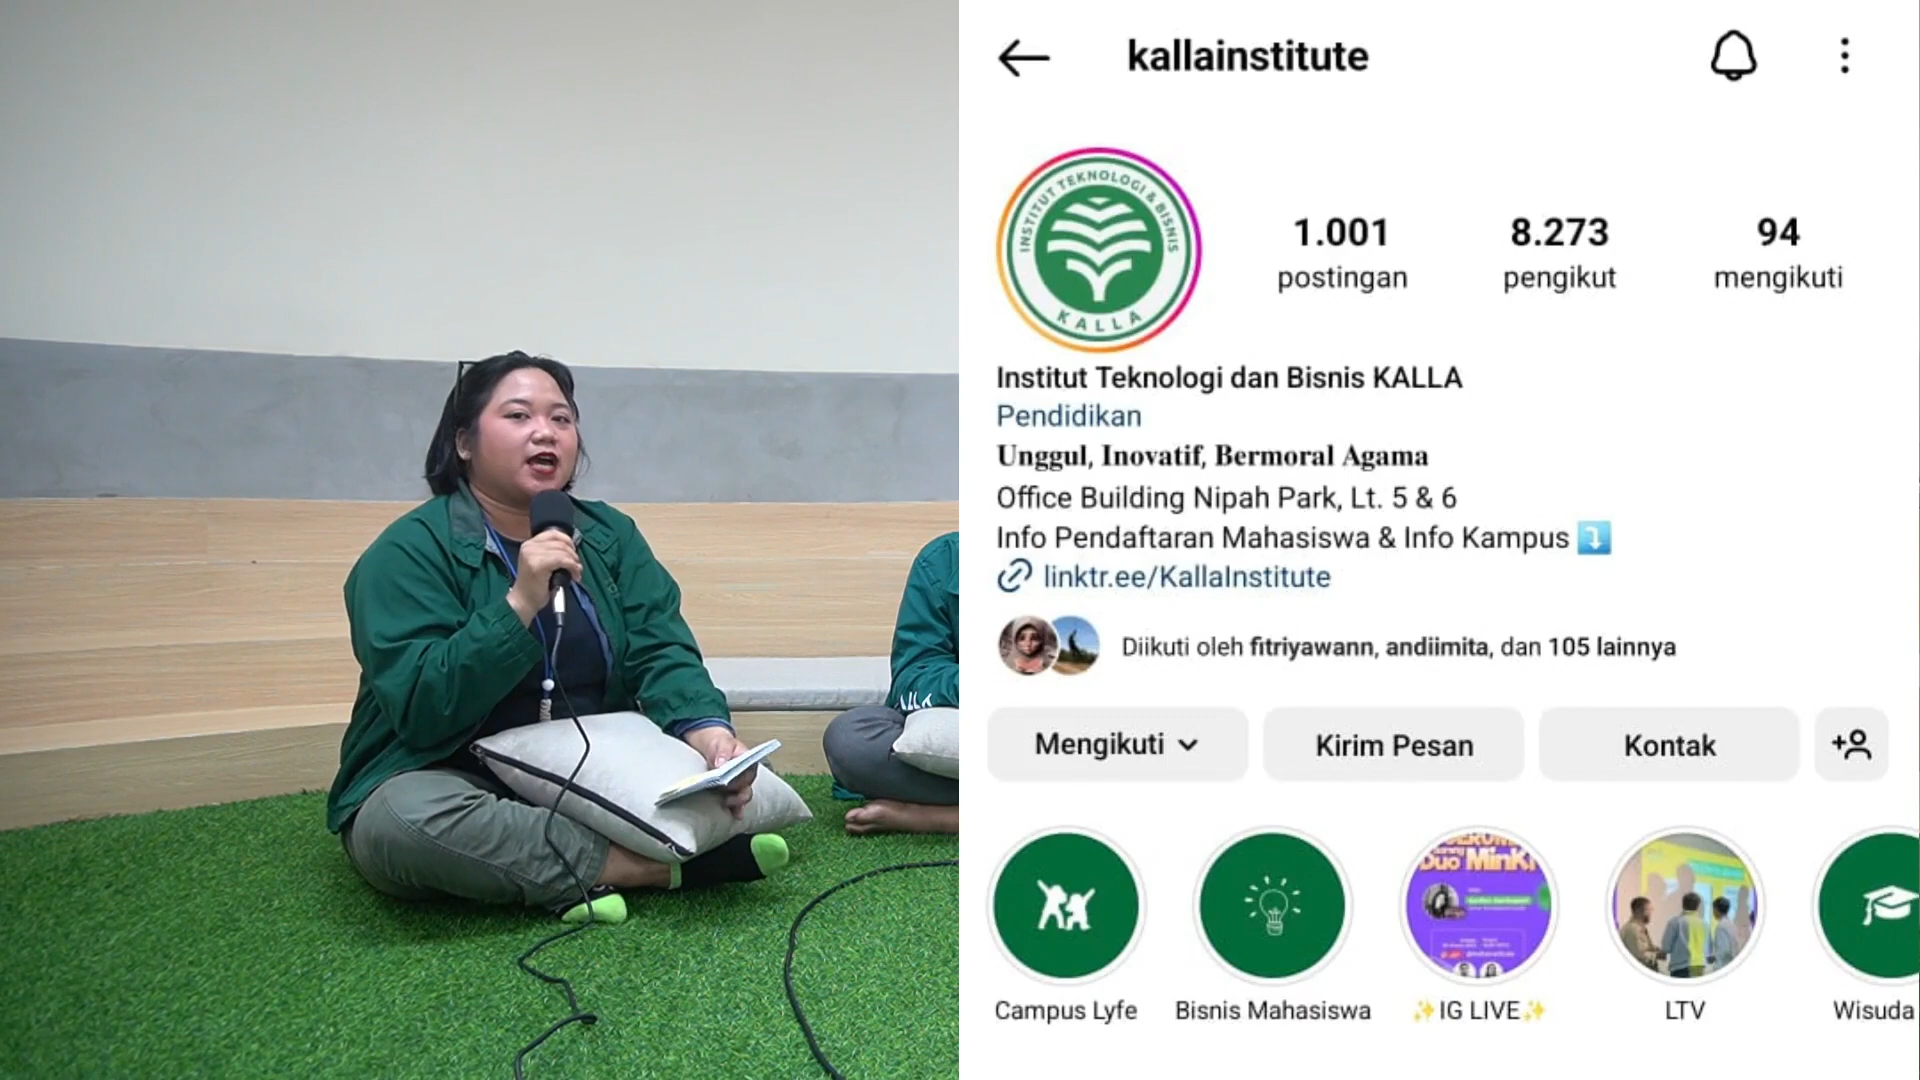 kallainstitute
INSTITUT TEKNOLOGI & BISNIS
KALLA
1.001
postingan
8.273
pengikut
94
mengikuti
Institut Teknologi dan Bisnis KALLA
Pendidikan
Unggul, Inovatif, Bermoral Agama
Office Building Nipah Park, Lt. 5 & 6
Info Pendaftaran Mahasiswa & Info Kampus ⤵️
linktr.ee/KallaInstitute
Diikuti oleh fitriyawann, andiimita, dan 105 lainnya
Mengikuti
Kirim Pesan
Kontak
Duo MinKi
Campus Lyfe
Bisnis Mahasiswa
✨IG LIVE✨
LTV
Wisuda